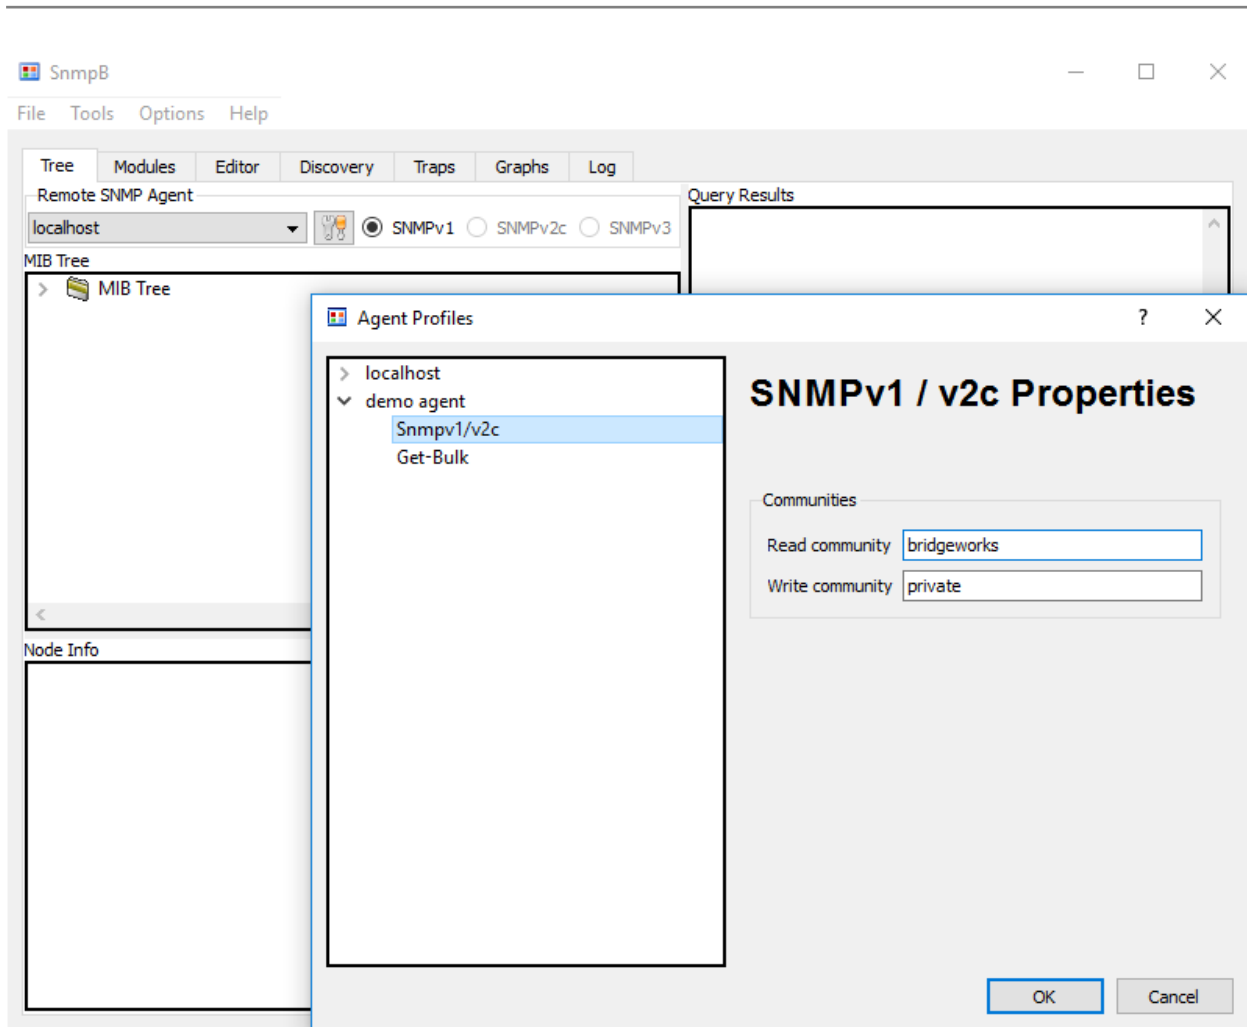 SnmpB
File Tools Options Help
Tree Modules Editor Discovery Traps Graphs Log
Remote SNMP Agent
Query Results
localhost SNMPv1 SNMPv2c SNMPv3
MIB Tree
MIB Tree
Agent Profiles ?
localhost
demo agent
Snmpv1/v2c
Get-Bulk
SNMPv1 / v2c Properties
Communities
Read community bridgeworks
Write community private
Node Info
OK Cancel